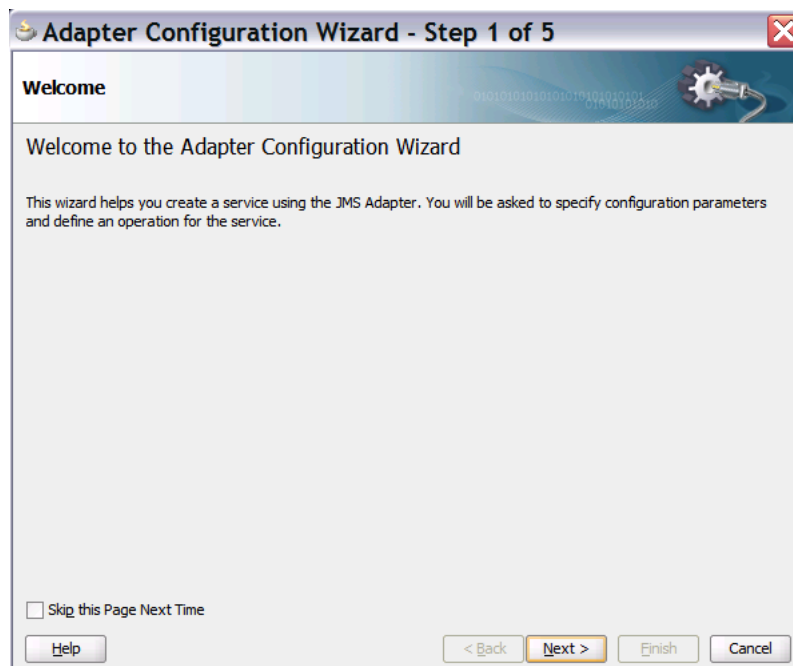 Adapter Configuration Wizard - Step 1 of 5
Welcome
Welcome to the Adapter Configuration Wizard
This wizard helps you create a service using the JMS Adapter. You will be asked to specify configuration parameters
and define an operation for the service.
Skip this Page Next Time
Help
< Back
Next >
Finish
Cancel